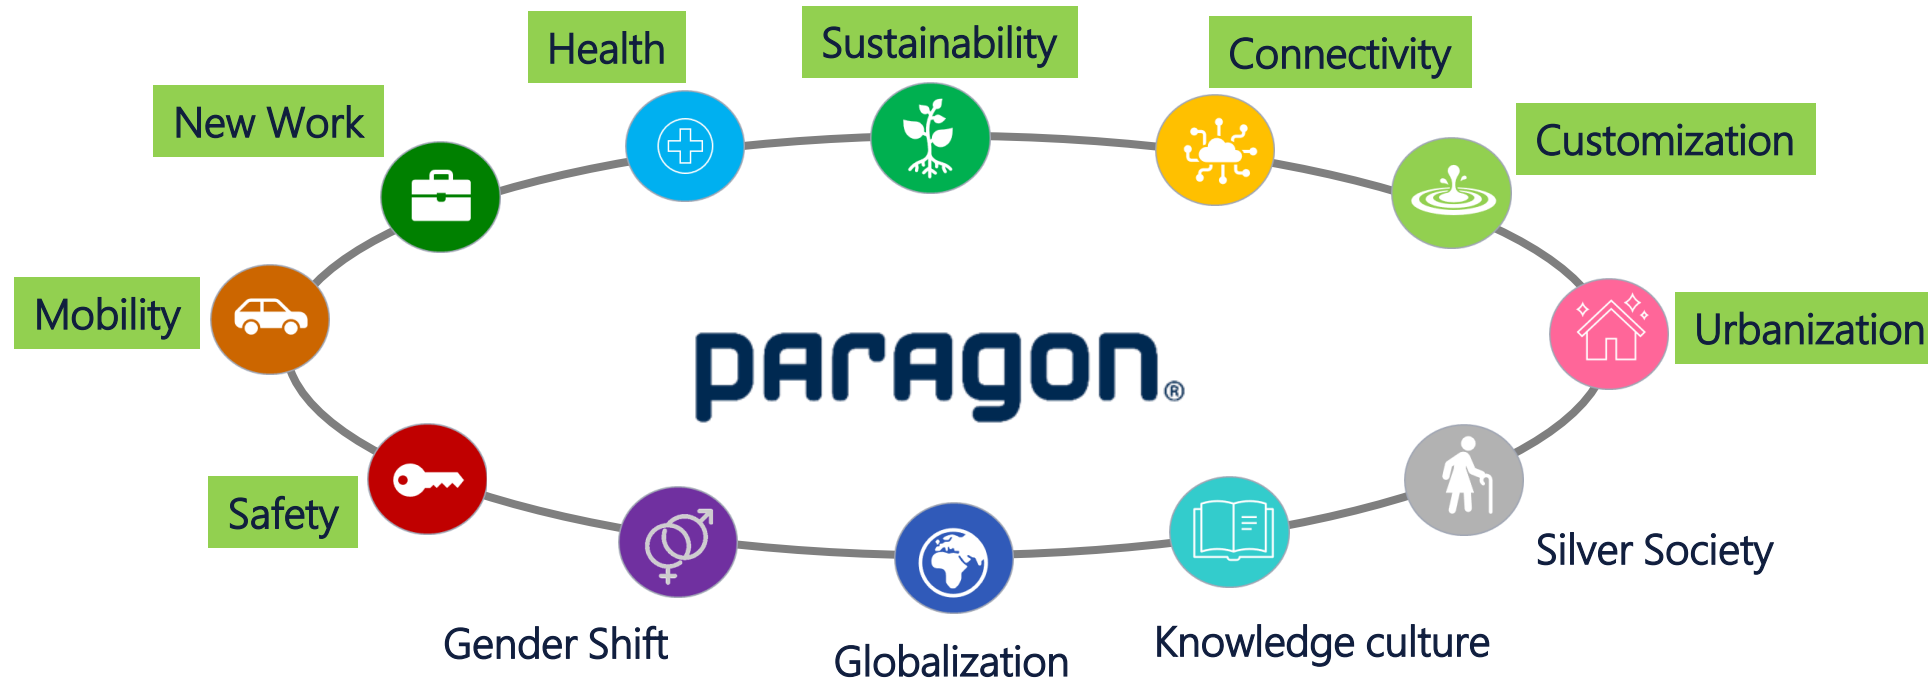 Health
Sustainability
Connectivity
New Work
Customization
Mobility
Urbanization
paragon®
Safety
Silver Society
Gender Shift
Globalization
Knowledge culture